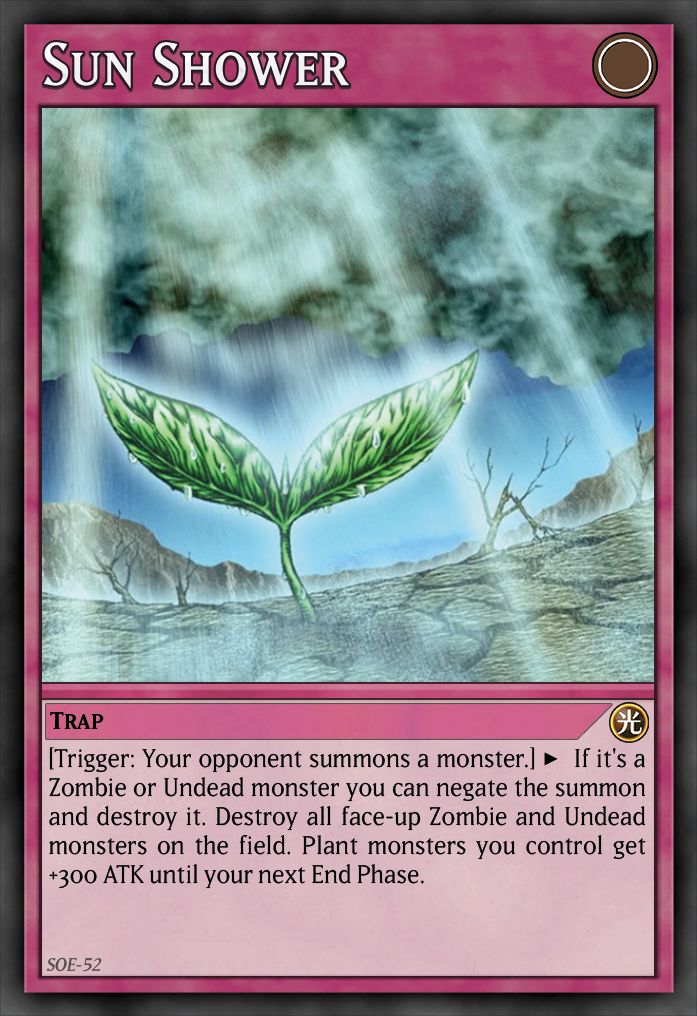 Sun Shower
Trap
光
[Trigger: Your opponent summons a monster.] ► If it's a
Zombie or Undead monster you can negate the summon
and destroy it. Destroy all face-up Zombie and Undead
monsters on the field. Plant monsters you control get
+300 ATK until your next End Phase.
SOE-52